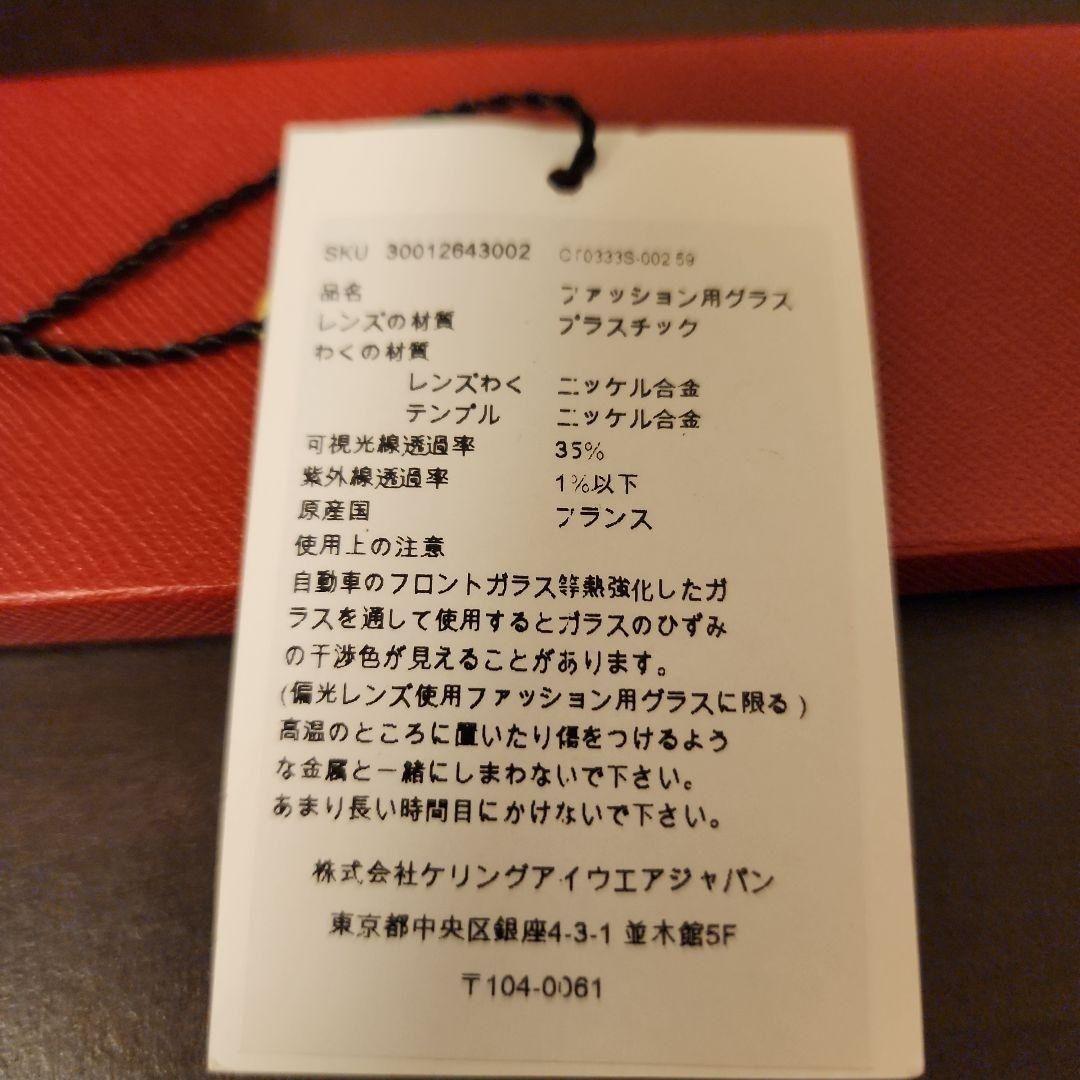 SKU 30012643002 CT0333S-002 59
品名 ファッション用グラス
レンズの材質 プラスチック
わくの材質
レンズわく ニッケル合金
テンプル ニッケル合金
可視光線透過率 35%
紫外線透過率 1%以下
原産国 フランス
使用上の注意
自動車のフロントガラス等熱強化したガ
ラスを通して使用するとガラスのひずみ
の干渉色が見えることがあります。
(偏光レンズ使用ファッション用グラスに限る)
高温のところに置いたり傷をつけるよう
な金属と一緒にしまわないで下さい。
あまり長い時間目にかけないで下さい。
株式会社ケリングアイウエアジャパン
東京都中央区銀座4-3-1 並木館5F
〒104-0061